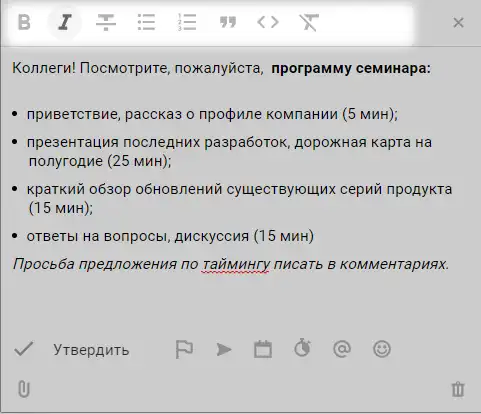 Коллеги! Посмотрите, пожалуйста, программу семинара:
• приветствие, рассказ о профиле компании (5 мин);
• презентация последних разработок, дорожная карта на
полугодие (25 мин);
• краткий обзор обновлений существующих серий продукта
(15 мин);
• ответы на вопросы, дискуссия (15 мин)
Просьба предложения по таймингу писать в комментариях.
Утвердить